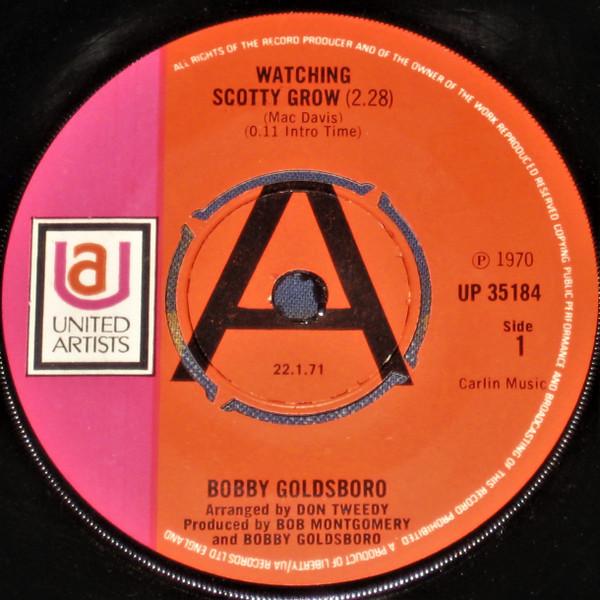 ALL RIGHTS OF THE RECORD PRODUCER AND OF THE OWNER OF THE WORK REPRODUCED RESERVED COPYING PUBLIC PERFORMANCE AND BROADCASTING OF THIS RECORD PROHIBITED. A PRODUCT OF LIBERTY/UA RECORDS LTD ENGLAND
WATCHING
SCOTTY GROW (2.28)
(Mac Davis)
(0.11 Intro Time)
A
ua
UNITED
ARTISTS
Ⓟ 1970
UP 35184
Side
1
Carlin Music
22.1.71
BOBBY GOLDSBORO
Arranged by DON TWEEDY
Produced by BOB MONTGOMERY
and BOBBY GOLDSBORO